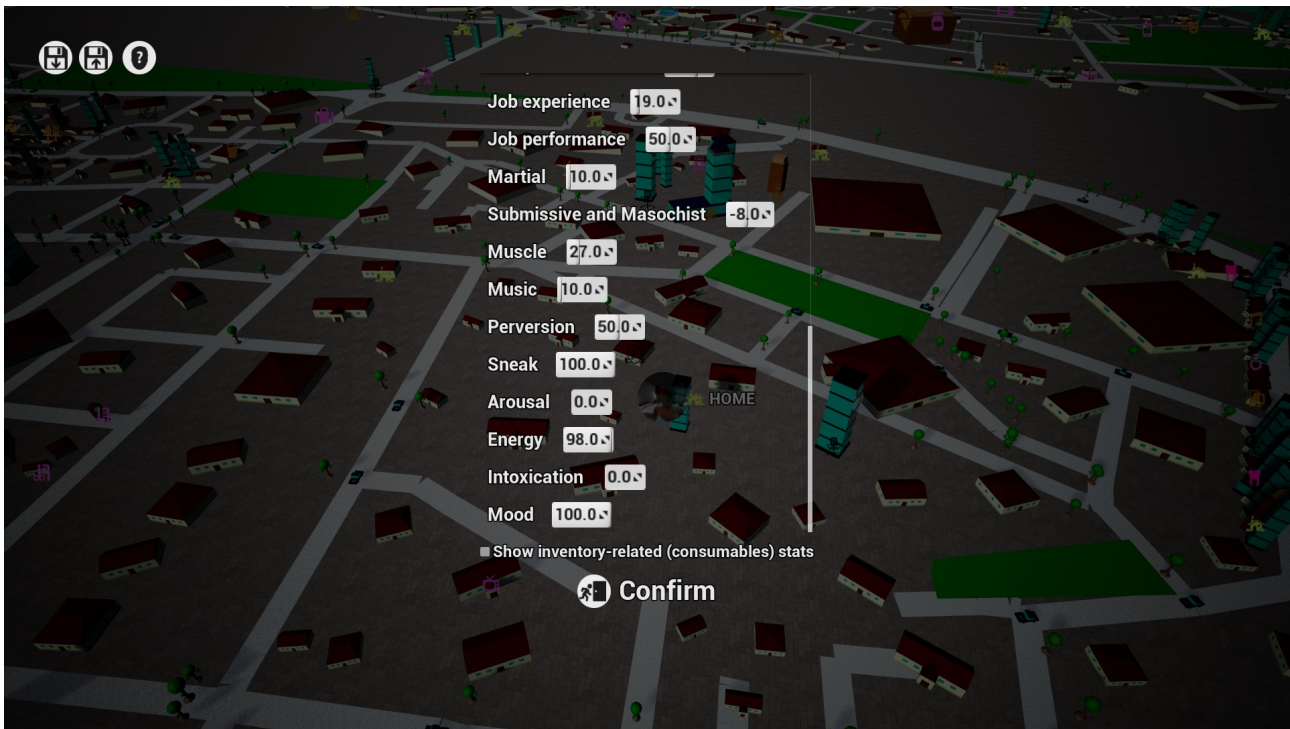 Job experience 19.0
Job performance 50.0
Martial 10.0
Submissive and Masochist -8.0
Muscle 27.0
Music 10.0
Perversion 50.0
Sneak 100.0
Arousal 0.0
HOME
Energy 98.0
Intoxication 0.0
Mood 100.0
Show inventory-related (consumables) stats
Confirm